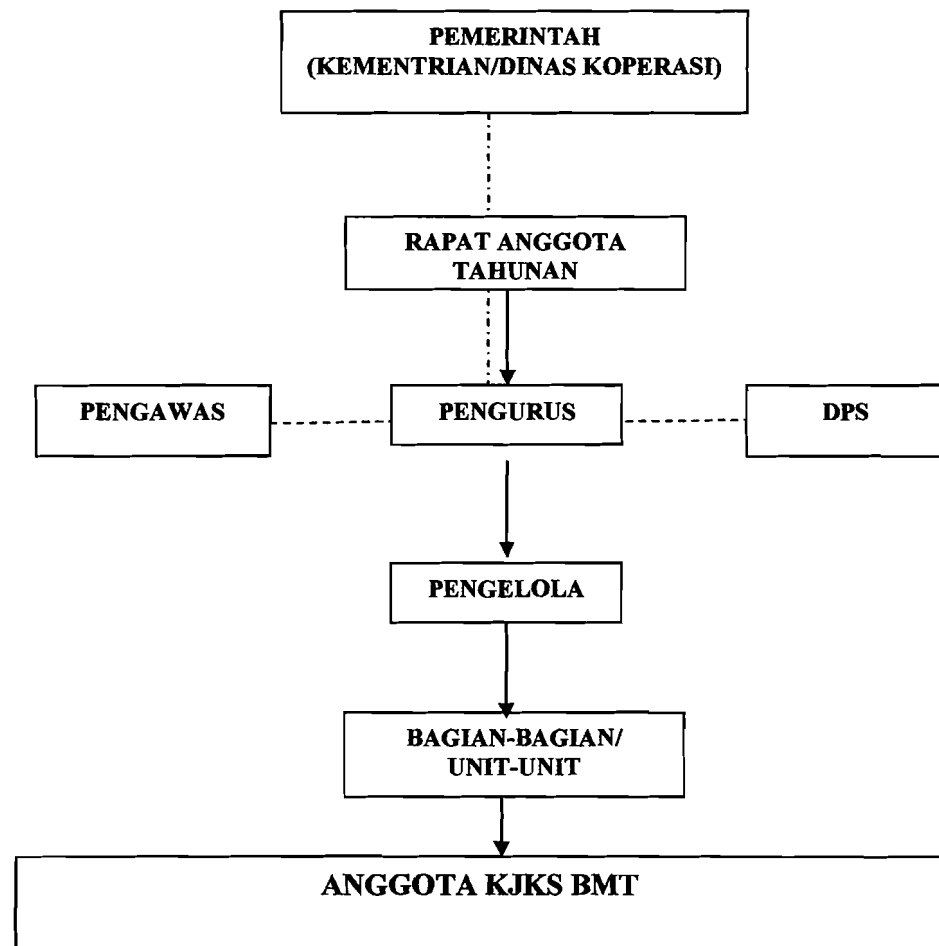 PEMERINTAH
(KEMENTRIAN/DINAS KOPERASI)
RAPAT ANGGOTA
TAHUNAN
PENGAWAS
PENGURUS
DPS
PENGELOLA
BAGIAN-BAGIAN/
UNIT-UNIT
ANGGOTA KJKS BMT